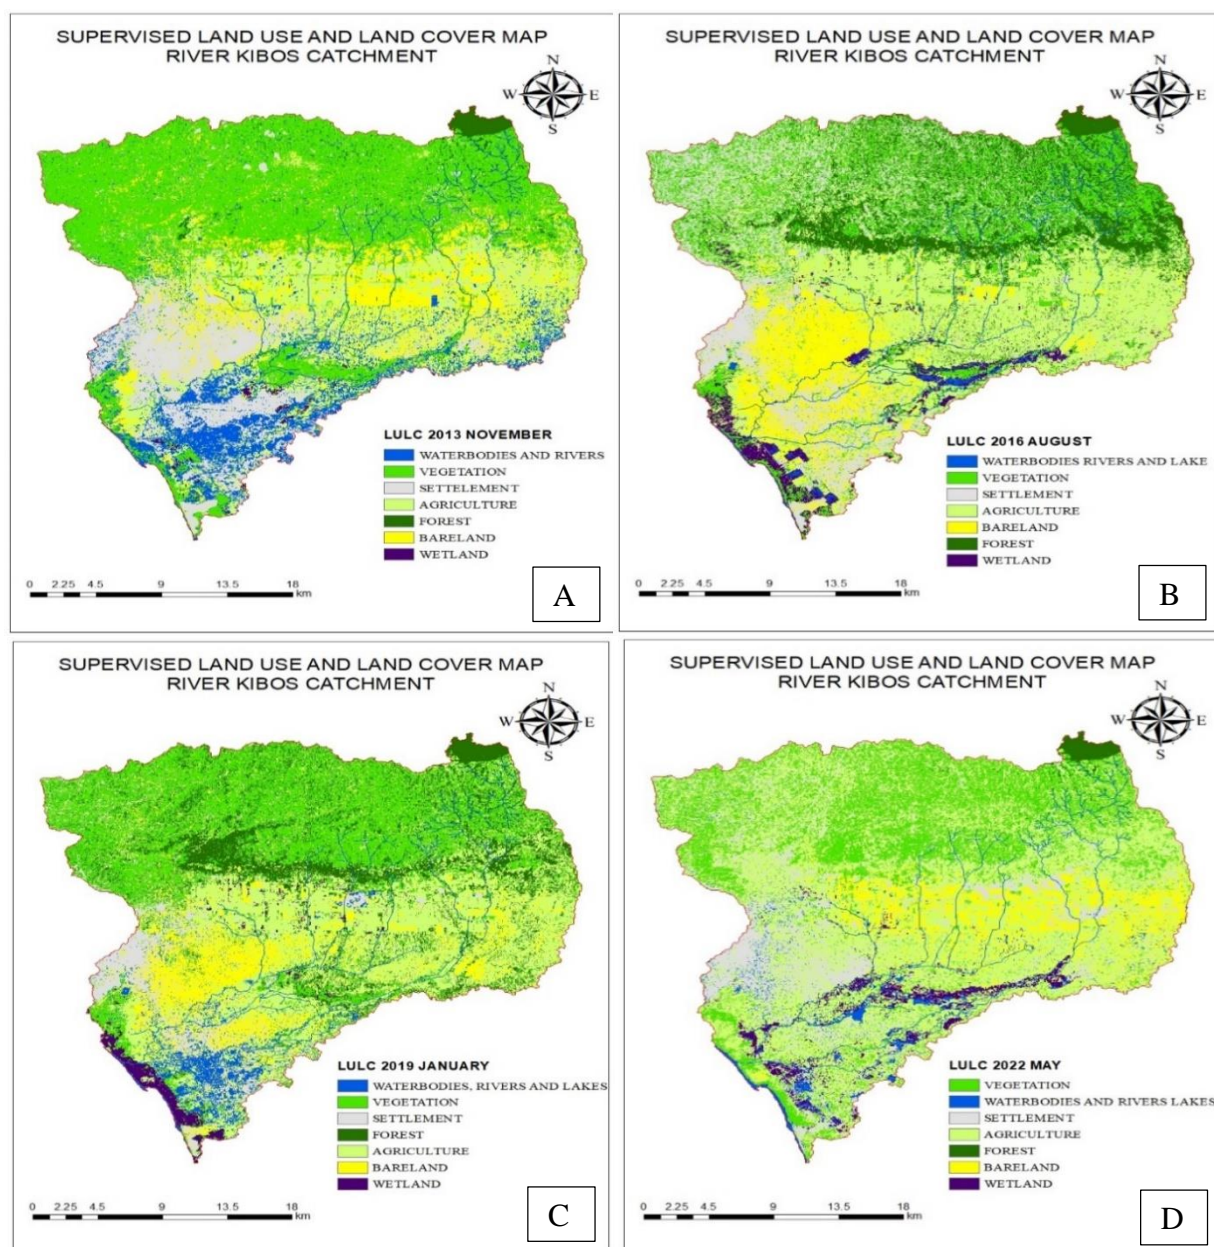 SUPERVISED LAND USE AND LAND COVER MAP
RIVER KIBOS CATCHMENT
N
W E
S
LULC 2013 NOVEMBER
WATERBODIES AND RIVERS
VEGETATION
SETTELEMENT
AGRICULTURE
FOREST
BARELAND
WETLAND
0 2.25 4.5 9 13.5 18
km
A
SUPERVISED LAND USE AND LAND COVER MAP
RIVER KIBOS CATCHMENT
N
W E
S
LULC 2016 AUGUST
WATERBODIES RIVERS AND LAKE
VEGETATION
SETTLEMENT
AGRICULTURE
BARELAND
FOREST
WETLAND
0 2.25 4.5 9 13.5 18
km
B
SUPERVISED LAND USE AND LAND COVER MAP
RIVER KIBOS CATCHMENT
N
W E
S
LULC 2019 JANUARY
WATERBODIES, RIVERS AND LAKES
VEGETATION
SETTLEMENT
FOREST
AGRICULTURE
BARELAND
WETLAND
0 2.25 4.5 9 13.5 18
km
C
SUPERVISED LAND USE AND LAND COVER MAP
RIVER KIBOS CATCHMENT
N
W E
S
LULC 2022 MAY
VEGETATION
WATERBODIES AND RIVERS LAKES
SETTLEMENT
AGRICULTURE
FOREST
BARELAND
WETLAND
0 2.25 4.5 9 13.5 18
km
D